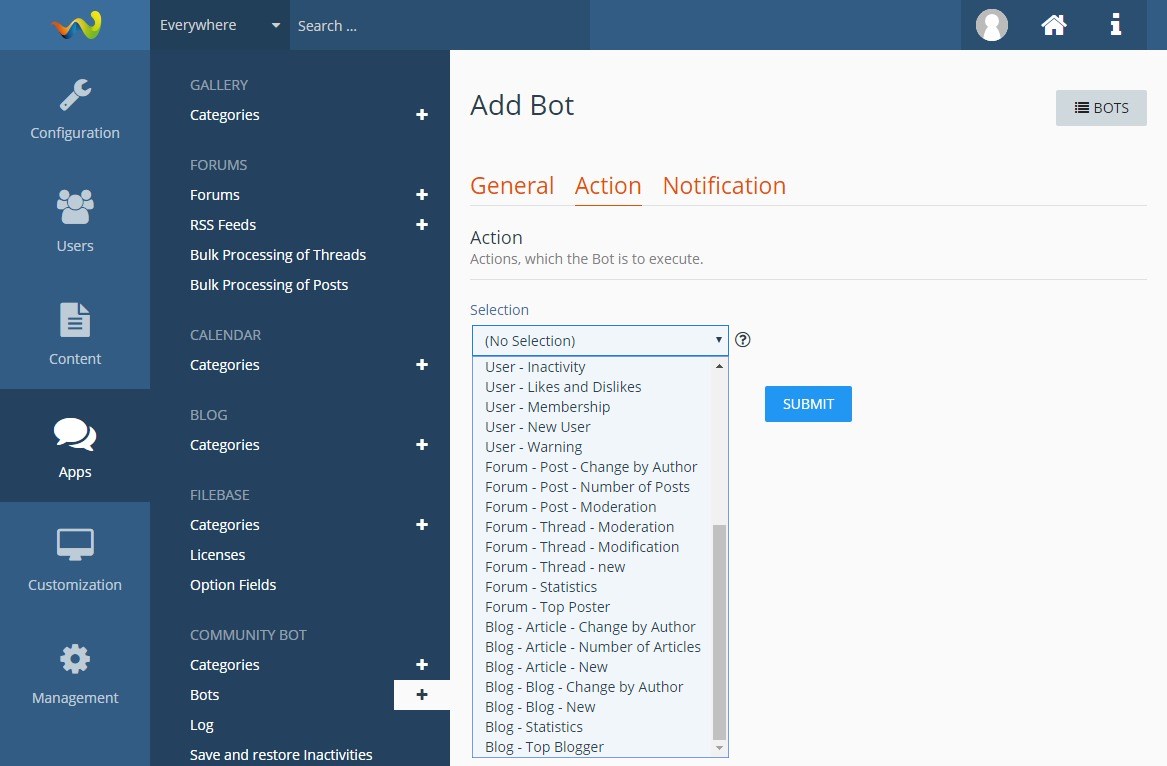 Everywhere
Search ...
Configuration
Users
Content
Apps
Customization
Management
GALLERY
Categories
FORUMS
Forums
RSS Feeds
Bulk Processing of Threads
Bulk Processing of Posts
CALENDAR
Categories
BLOG
Categories
FILEBASE
Categories
Licenses
Option Fields
COMMUNITY BOT
Categories
Bots
Log
Save and restore Inactivities
Add Bot
BOTS
General Action Notification
Action
Actions, which the Bot is to execute.
Selection
(No Selection)
User - Inactivity
User - Likes and Dislikes
User - Membership
User - New User
User - Warning
Forum - Post - Change by Author
Forum - Post - Number of Posts
Forum - Post - Moderation
Forum - Thread - Moderation
Forum - Thread - Modification
Forum - Thread - new
Forum - Statistics
Forum - Top Poster
Blog - Article - Change by Author
Blog - Article - Number of Articles
Blog - Article - New
Blog - Blog - Change by Author
Blog - Blog - New
Blog - Statistics
Blog - Top Blogger
SUBMIT